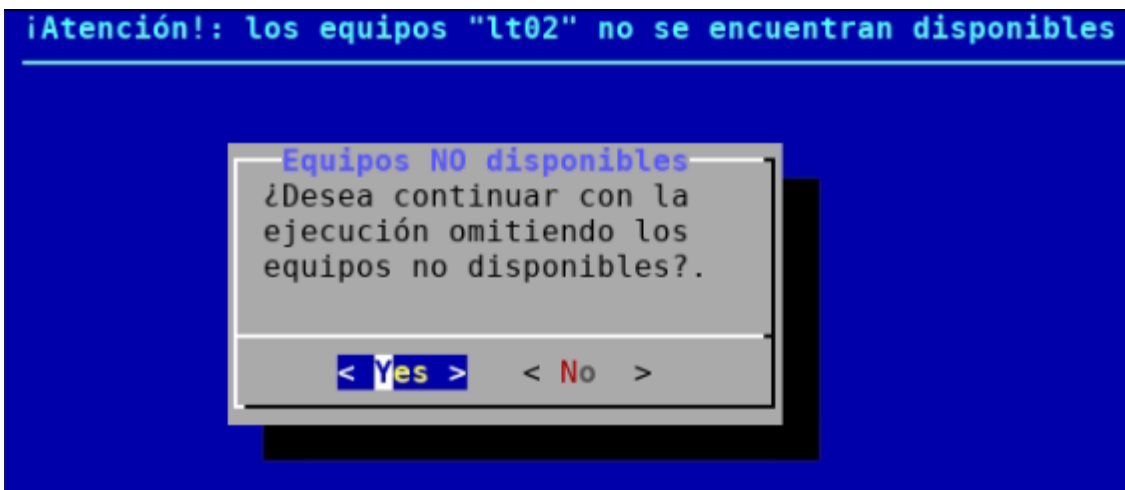 ¡Atención!: los equipos "lt02" no se encuentran disponibles
Equipos NO disponibles
¿Desea continuar con la
ejecución omitiendo los
equipos no disponibles?.
< Yes > < No >